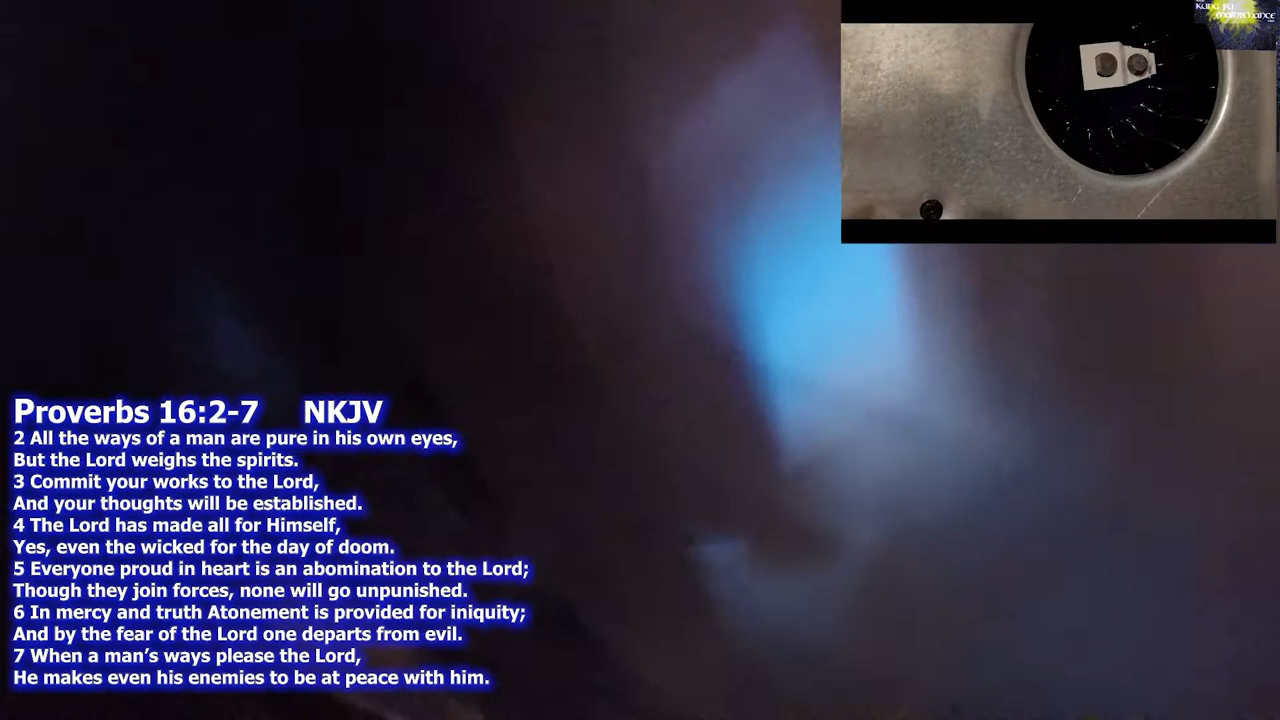 KUNG FU
MAINTENANCE
Proverbs 16:2-7 NKJV
2 All the ways of a man are pure in his own eyes,
But the Lord weighs the spirits.
3 Commit your works to the Lord,
And your thoughts will be established.
4 The Lord has made all for Himself,
Yes, even the wicked for the day of doom.
5 Everyone proud in heart is an abomination to the Lord;
Though they join forces, none will go unpunished.
6 In mercy and truth Atonement is provided for iniquity;
And by the fear of the Lord one departs from evil.
7 When a man’s ways please the Lord,
He makes even his enemies to be at peace with him.